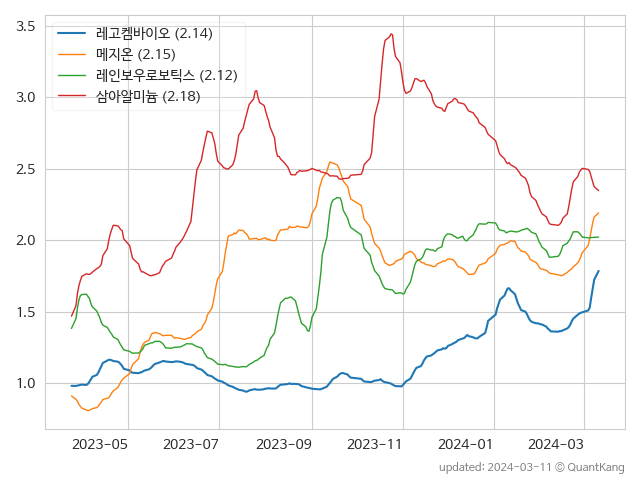 3.5
3.0
2.5
2.0
1.5
1.0
레고켐바이오 (2.14)
메지온 (2.15)
레인보우로보틱스 (2.12)
삼아알미늄 (2.18)
2023-05 2023-07 2023-09 2023-11 2024-01 2024-03
updated: 2024-03-11 © QuantKang